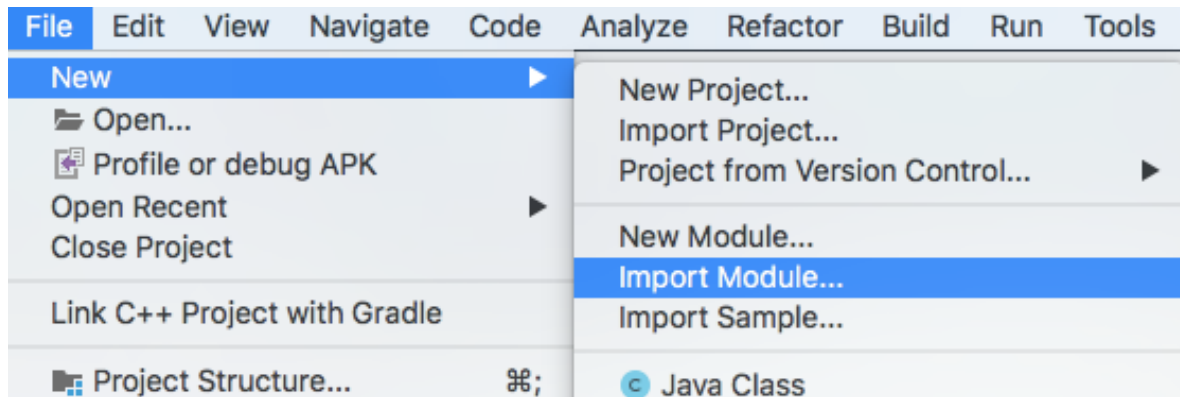 File Edit View Navigate Code Analyze Refactor Build Run Tools
New
Open...
Profile or debug APK
Open Recent
Close Project
Link C++ Project with Gradle
Project Structure... ⌘;
New Project...
Import Project...
Project from Version Control...
New Module...
Import Module...
Import Sample...
C Java Class